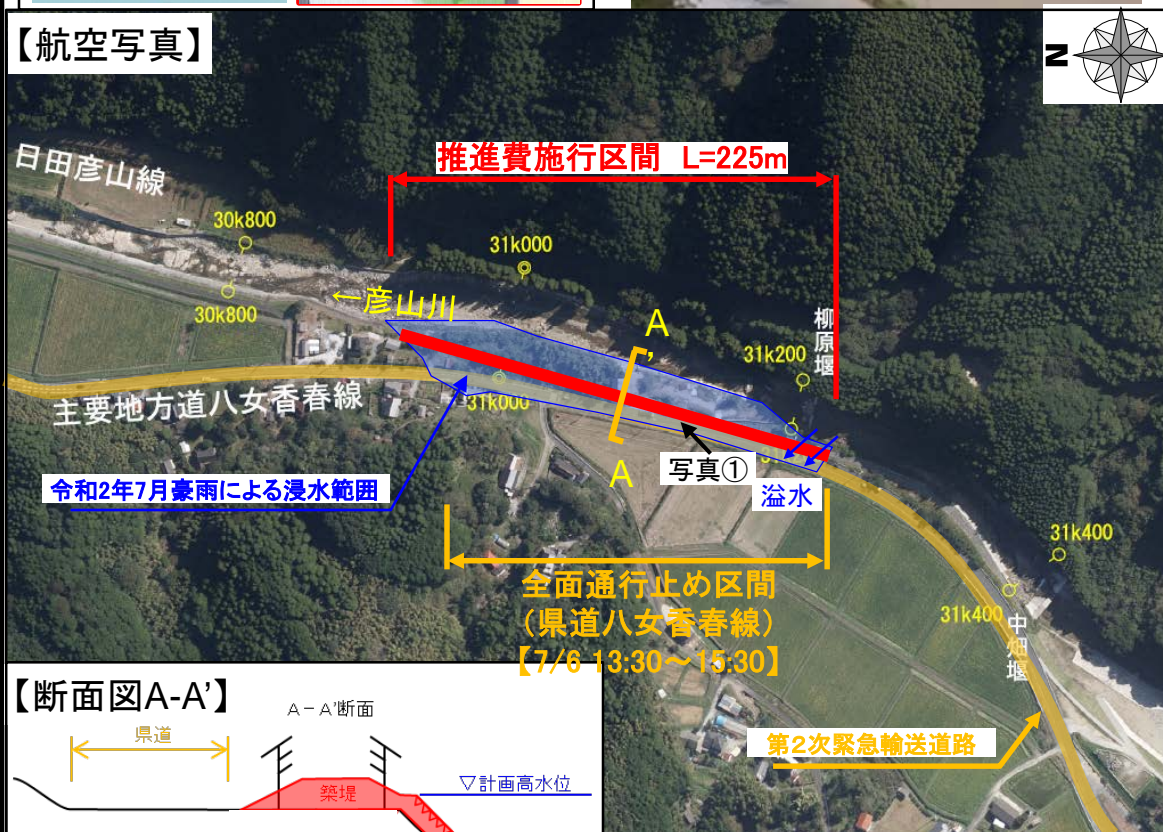 【航空写真】
N
推進費施行区間 L=225m
日田彦山線
30k800
31k000
←彦山川
30k800
A’
柳原堰
31k200
主要地方道八女香春線
31k000
写真①
A
令和2年7月豪雨による浸水範囲
溢水
31k400
全面通行止め区間
(県道八女香春線)
【7/6 13:30～15:30】
31k400
中畑堰
【断面図A-A’】
A－A’断面
県道
第2次緊急輸送道路
▽計画高水位
築堤